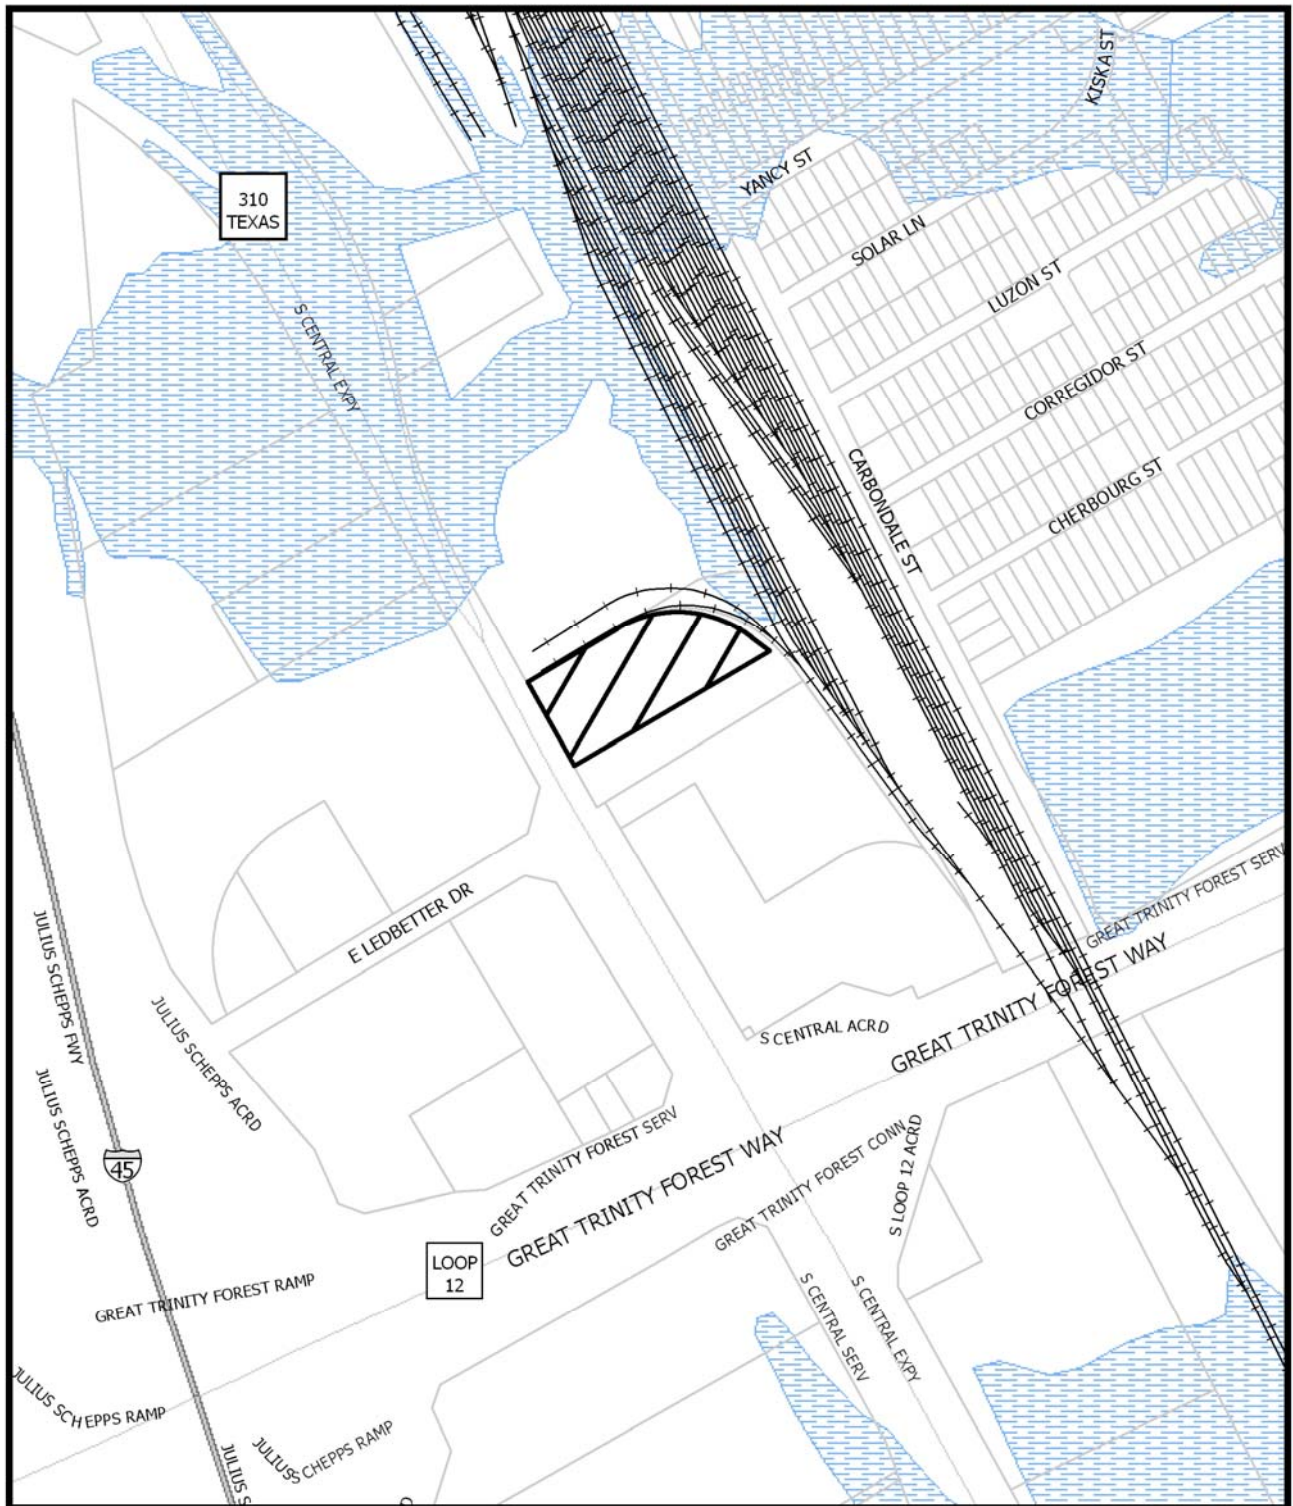 KISKA ST
YANCY ST
310
TEXAS
SOLAR LN
LUZON ST
S CENTRAL EXPY
CORREGIDOR ST
CARBONDALE ST
CHERBOURG ST
GREAT TRINITY FOREST SERV
E LEDBETTER DR
JULIUS SCHEPPS FWY
GREAT TRINITY FOREST WAY
JULIUS SCHEPPS ACRD
S CENTRAL ACRD
JULIUS SCHEPPS ACRD
45
GREAT TRINITY FOREST SERV
GREAT TRINITY FOREST WAY
GREAT TRINITY FOREST CONN
S LOOP 12 ACRD
LOOP
12
GREAT TRINITY FOREST RAMP
S CENTRAL SERV
S CENTRAL EXPY
JULIUS SCHEPPS RAMP
JULIUS SCHEPPS RAMP
JULIUS S